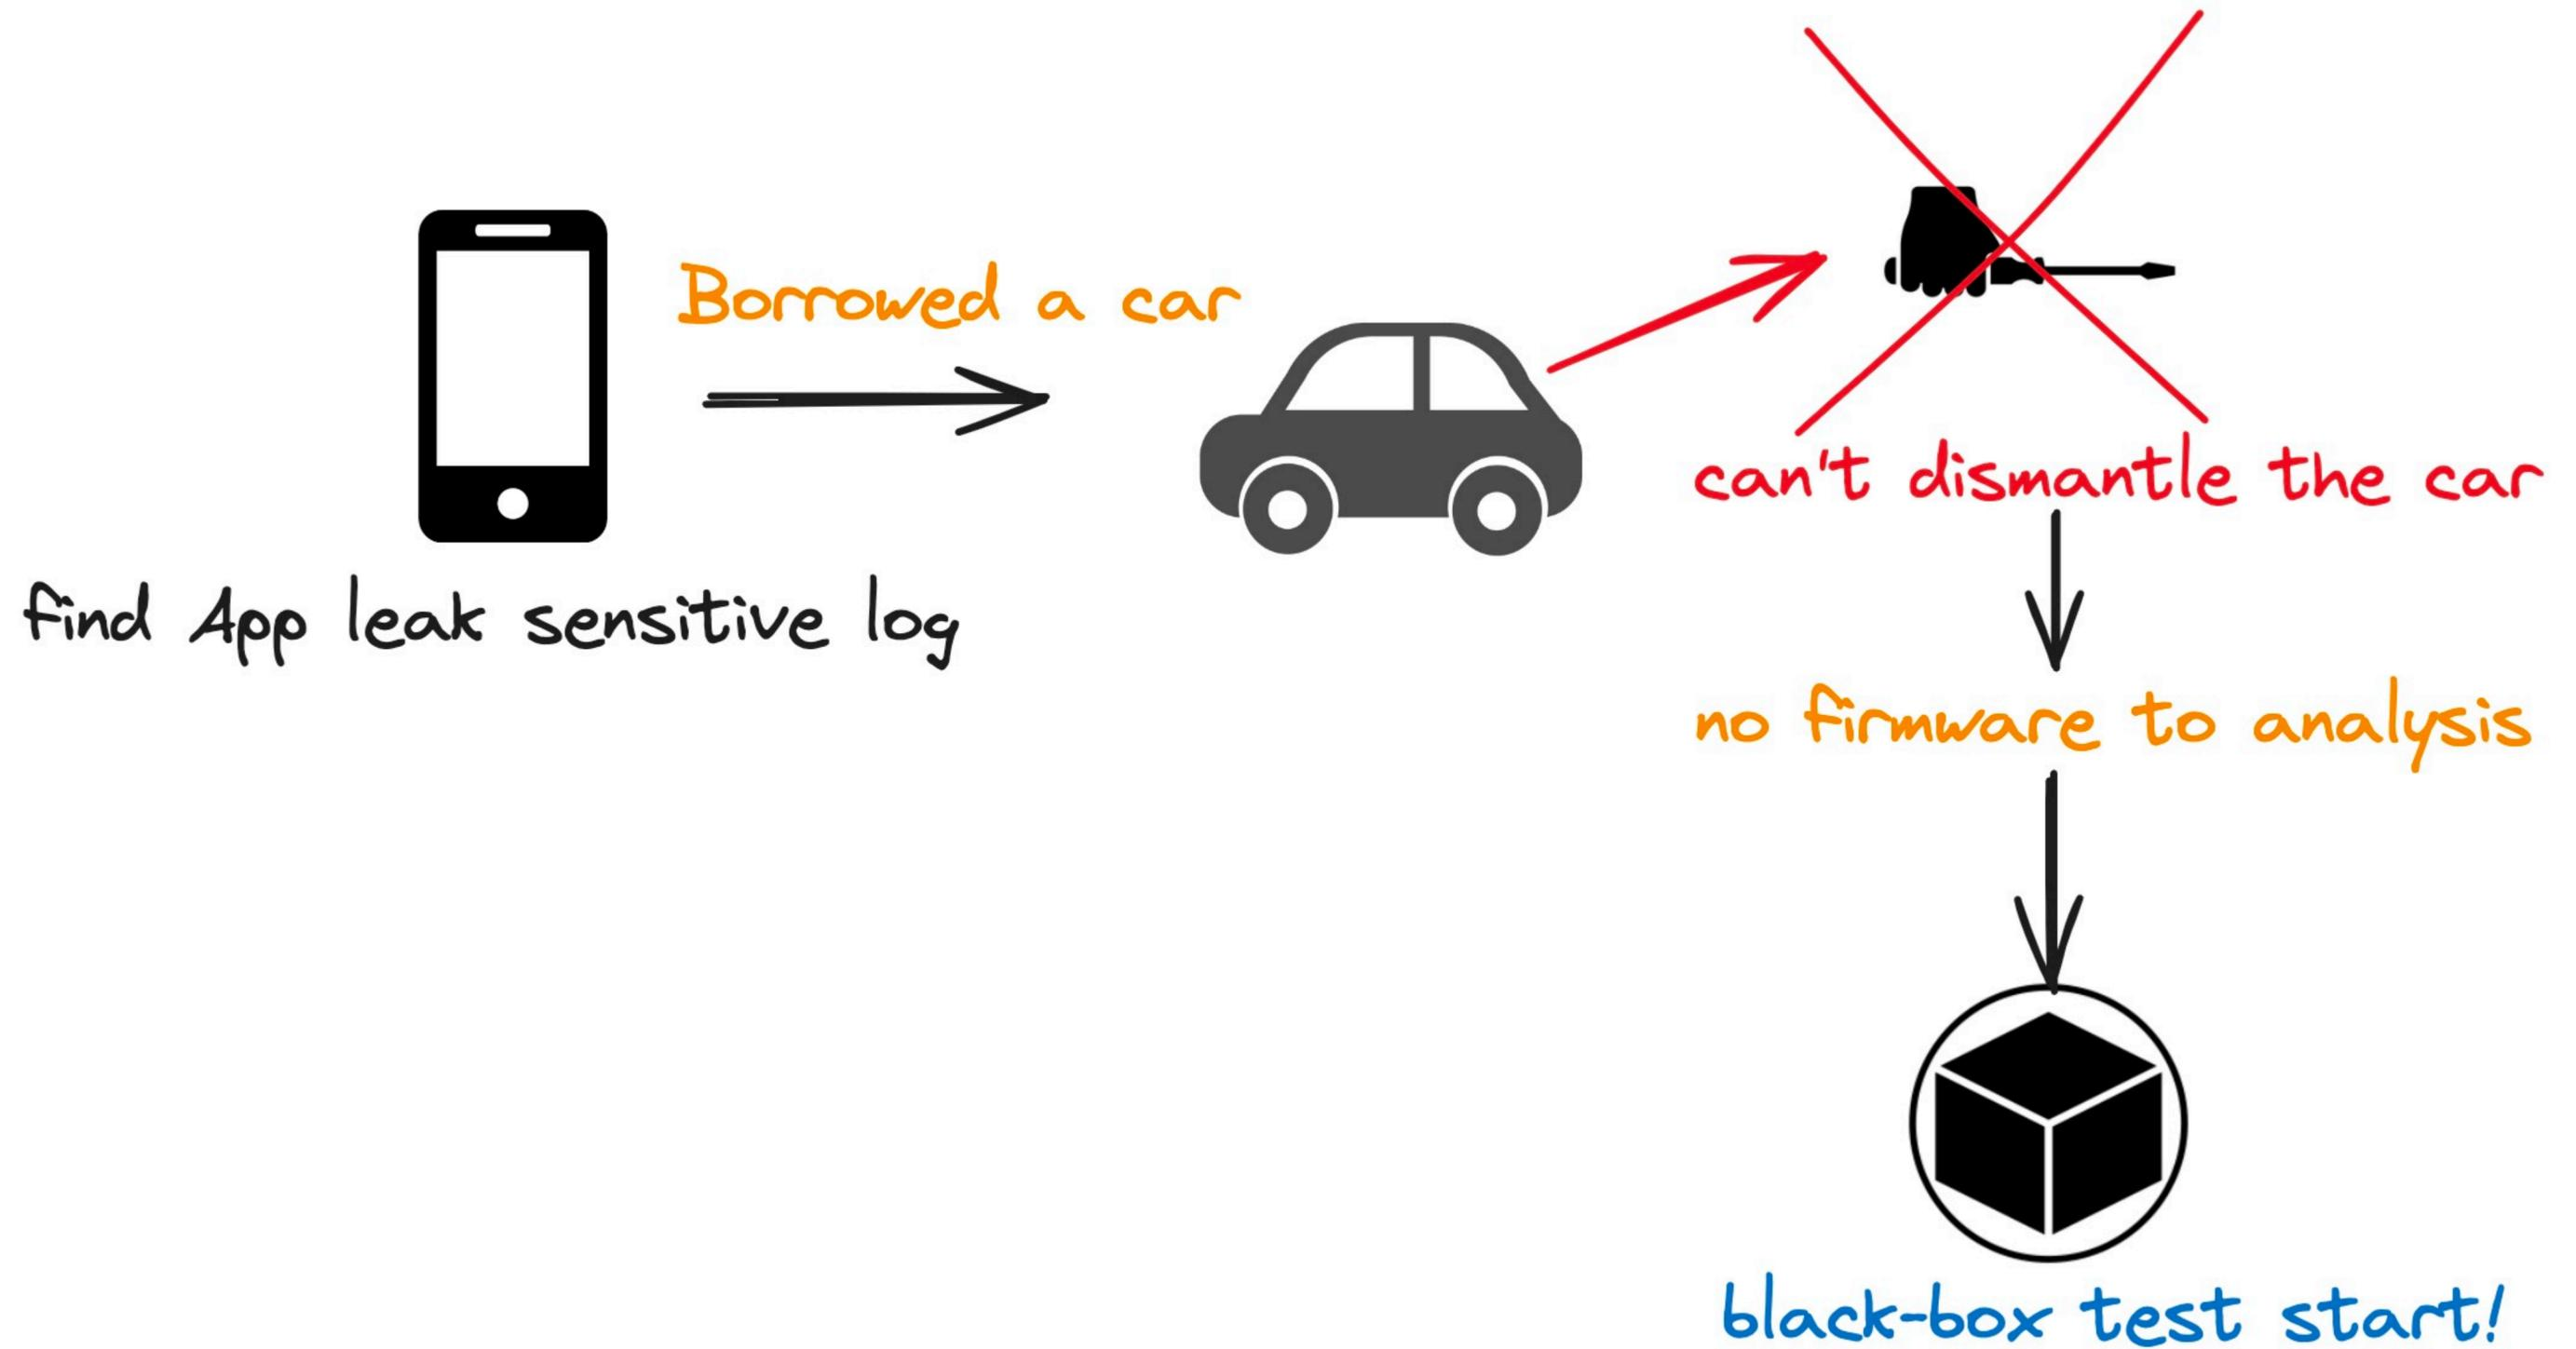 Borrowed a car
find App leak sensitive log
can't dismantle the car
no firmware to analysis
black-box test start!